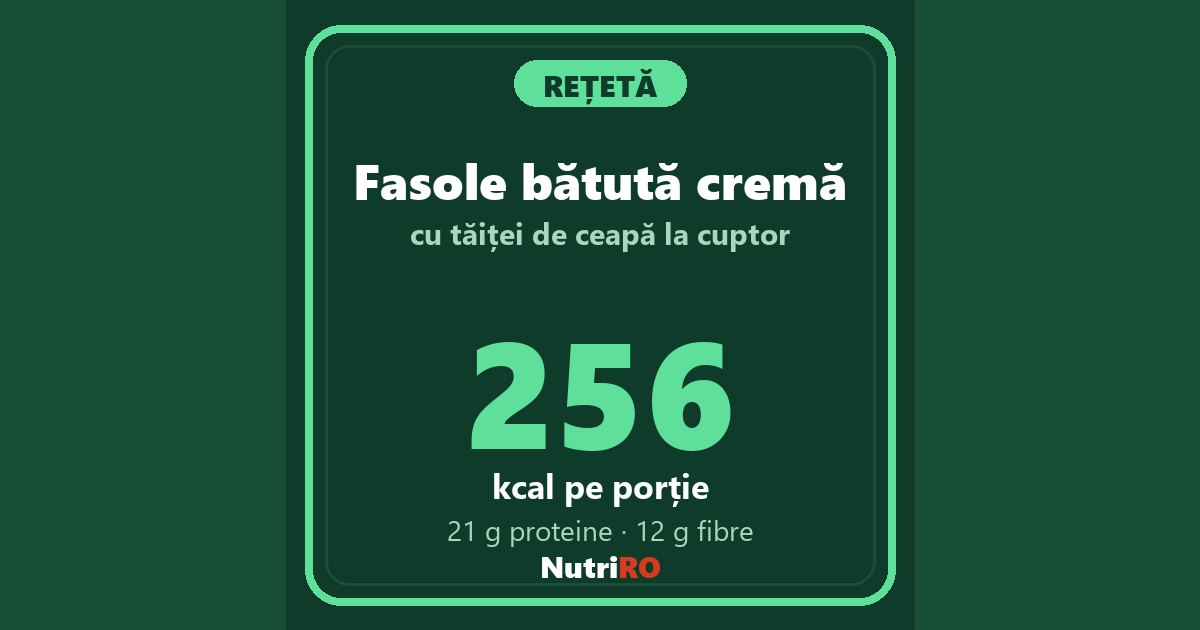 REȚETĂ
Fasole bătută cremă
cu tăiței de ceapă la cuptor
256
kcal pe porție
21 g proteine · 12 g fibre
NutriRO